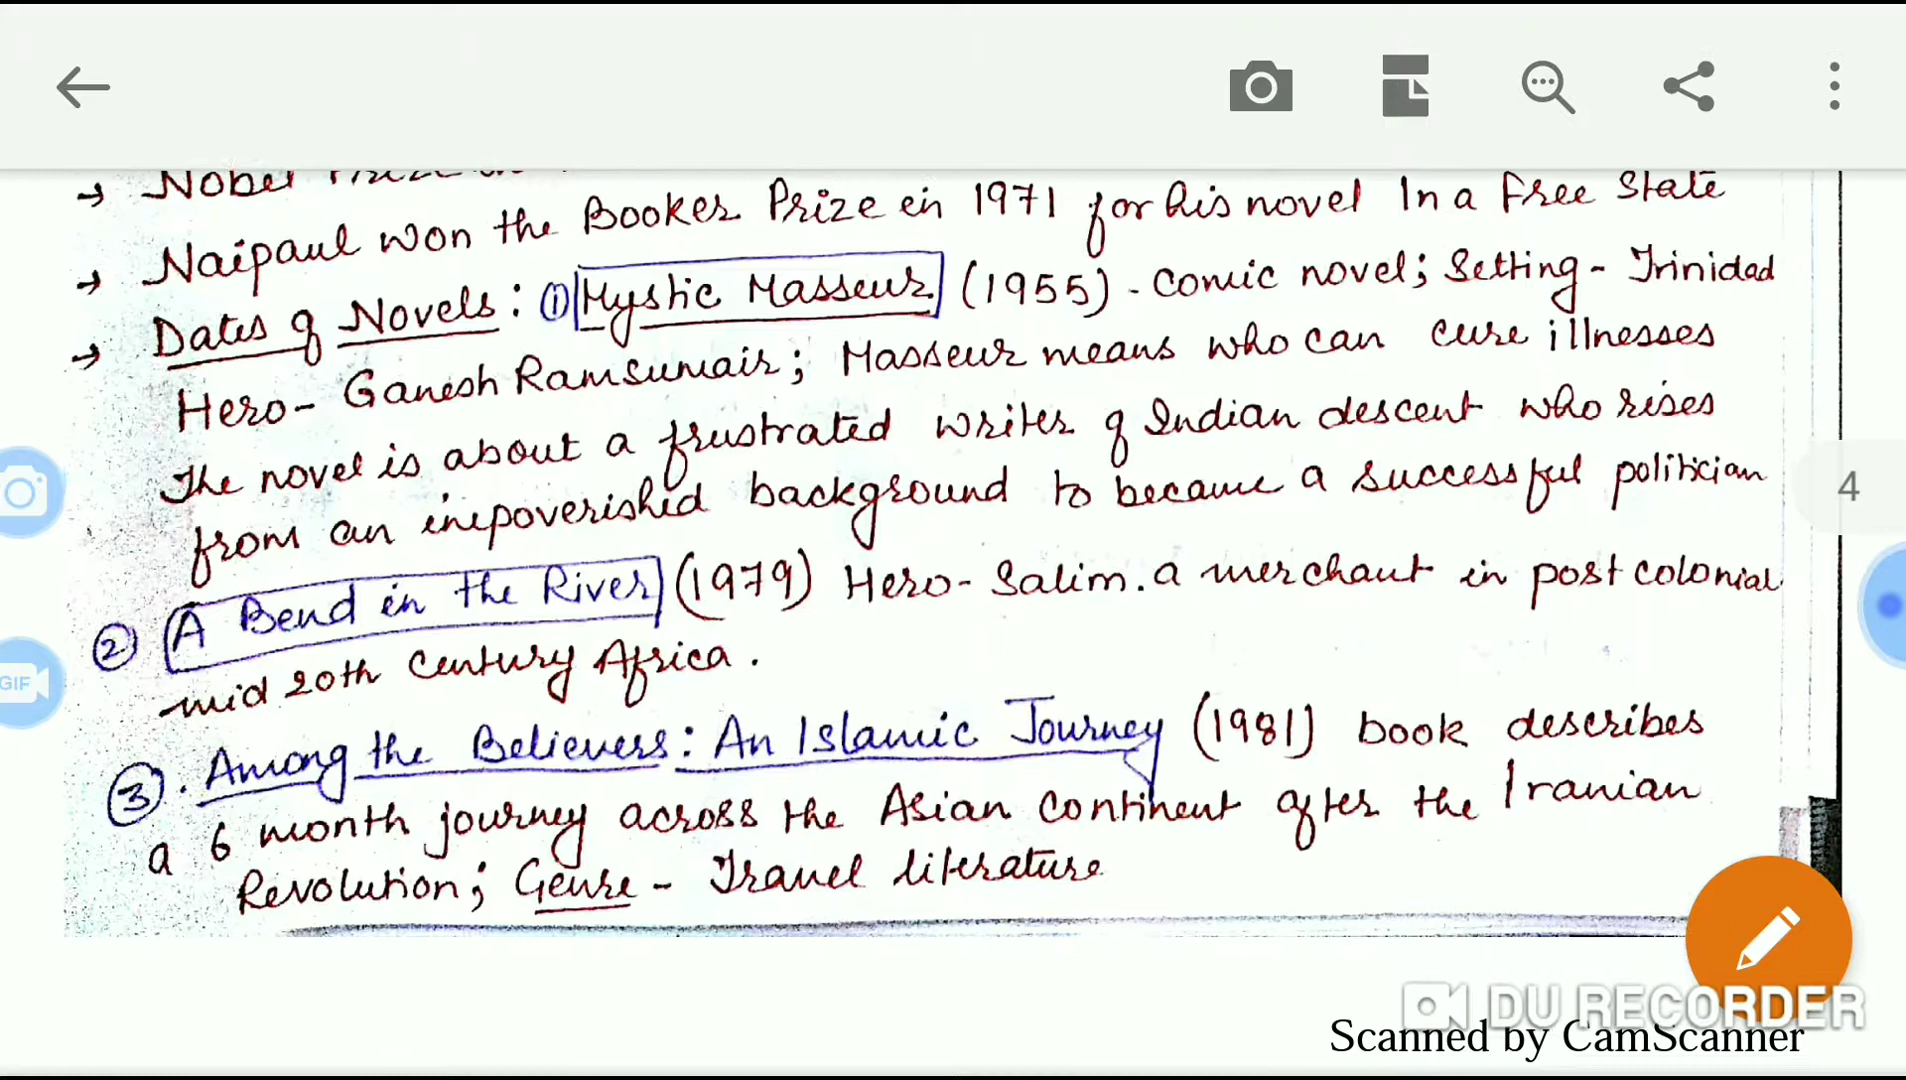 → Nobel Prize
→ Naipaul won the Booker Prize in 1971 for his novel In a Free State
→ Dates of Novels: ① Mystic Masseur (1955) - comic novel; Setting - Trinidad
Hero - Ganesh Ramsumair; Masseur means who can cure illnesses
The novel is about a frustrated writer of Indian descent who rises
from an impoverished background to became a successful politician
② A Bend in the River (1979) Hero - Salim. a merchant in post colonial
mid 20th century Africa.
③. Among the Believers: An Islamic Journey (1981) book describes
a 6 month journey across the Asian continent after the Iranian
Revolution; Genre - Travel literature
4
GIF
DU RECORDER
Scanned by CamScanner